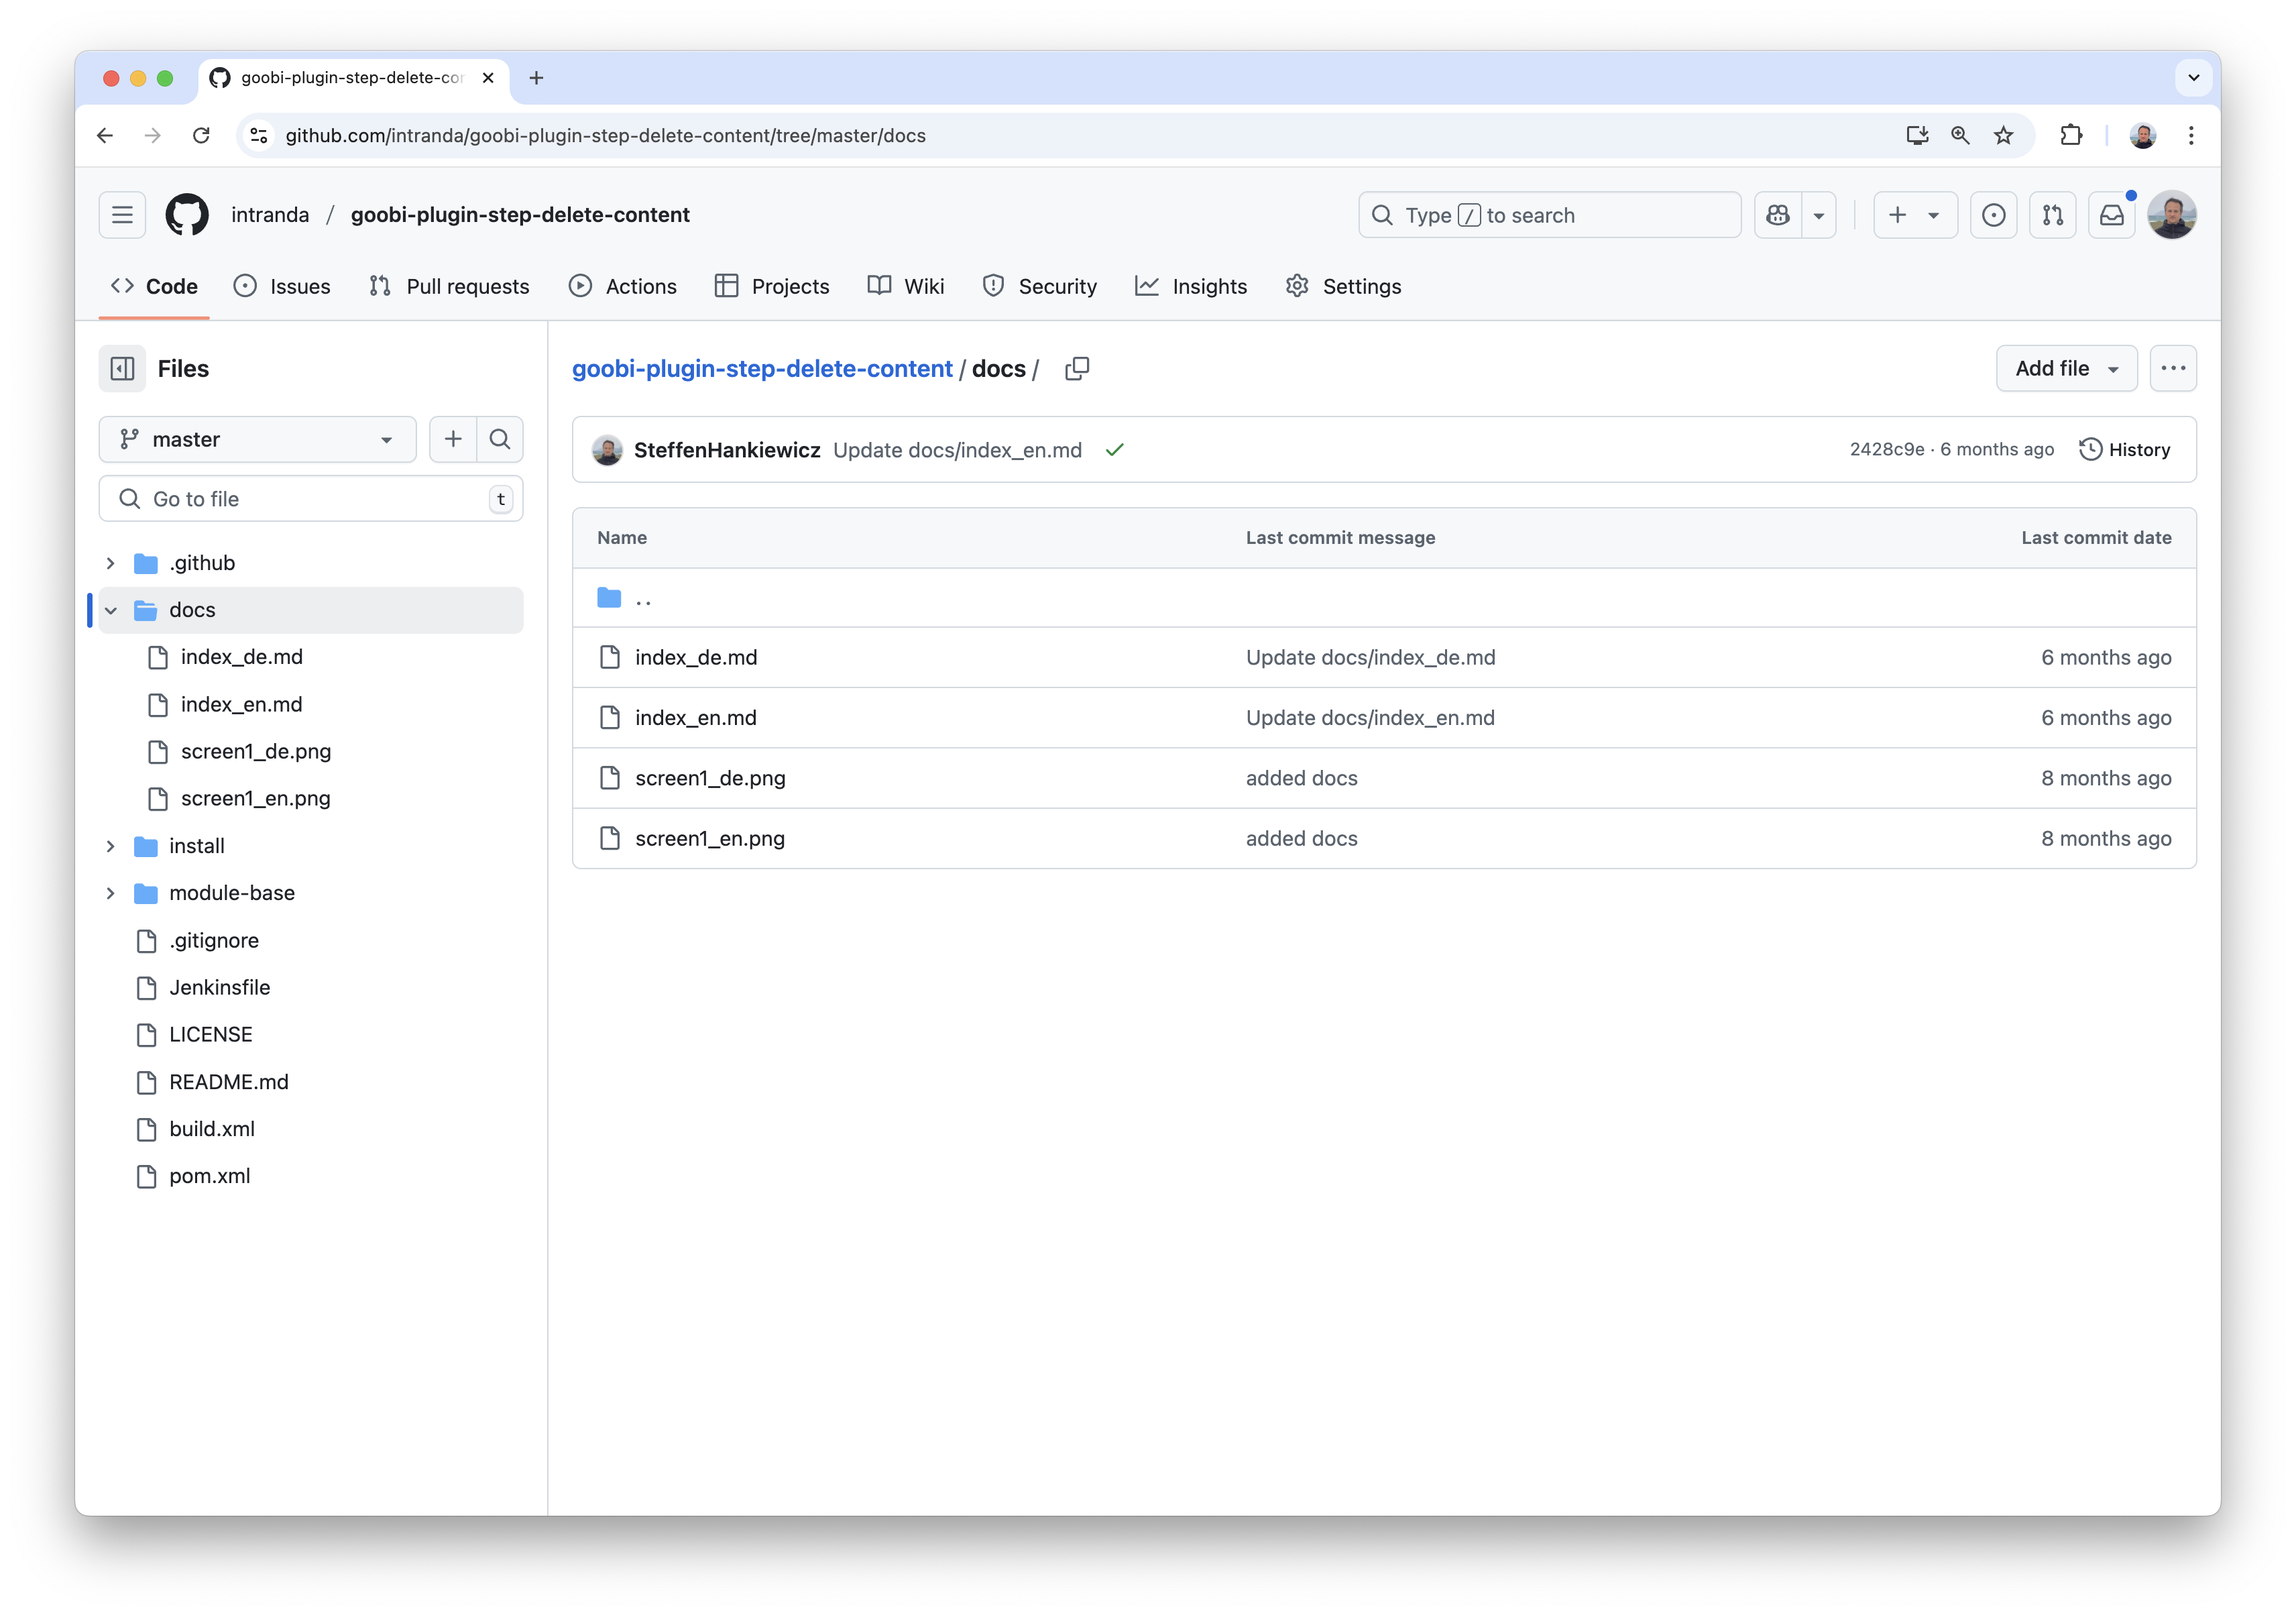 goobi-plugin-step-delete-cor
github.com/intranda/goobi-plugin-step-delete-content/tree/master/docs
intranda / goobi-plugin-step-delete-content
Type / to search
Code Issues Pull requests Actions Projects Wiki Security Insights Settings
Files
goobi-plugin-step-delete-content / docs /
Add file
master
SteffenHankiewicz Update docs/index_en.md
2428c9e · 6 months ago History
Go to file t
Name Last commit message Last commit date
.github
..
docs
index_de.md
index_en.md
screen1_de.png
screen1_en.png
install
module-base
.gitignore
Jenkinsfile
LICENSE
README.md
build.xml
pom.xml
index_de.md Update docs/index_de.md 6 months ago
index_en.md Update docs/index_en.md 6 months ago
screen1_de.png added docs 8 months ago
screen1_en.png added docs 8 months ago